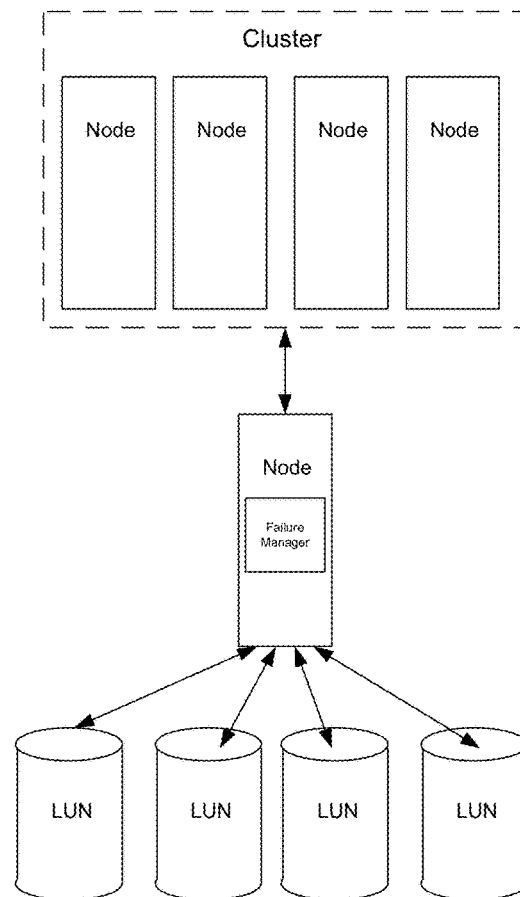 Cluster
Node
Node
Node
Node
Node
Failure
Manager
LUN
LUN
LUN
LUN